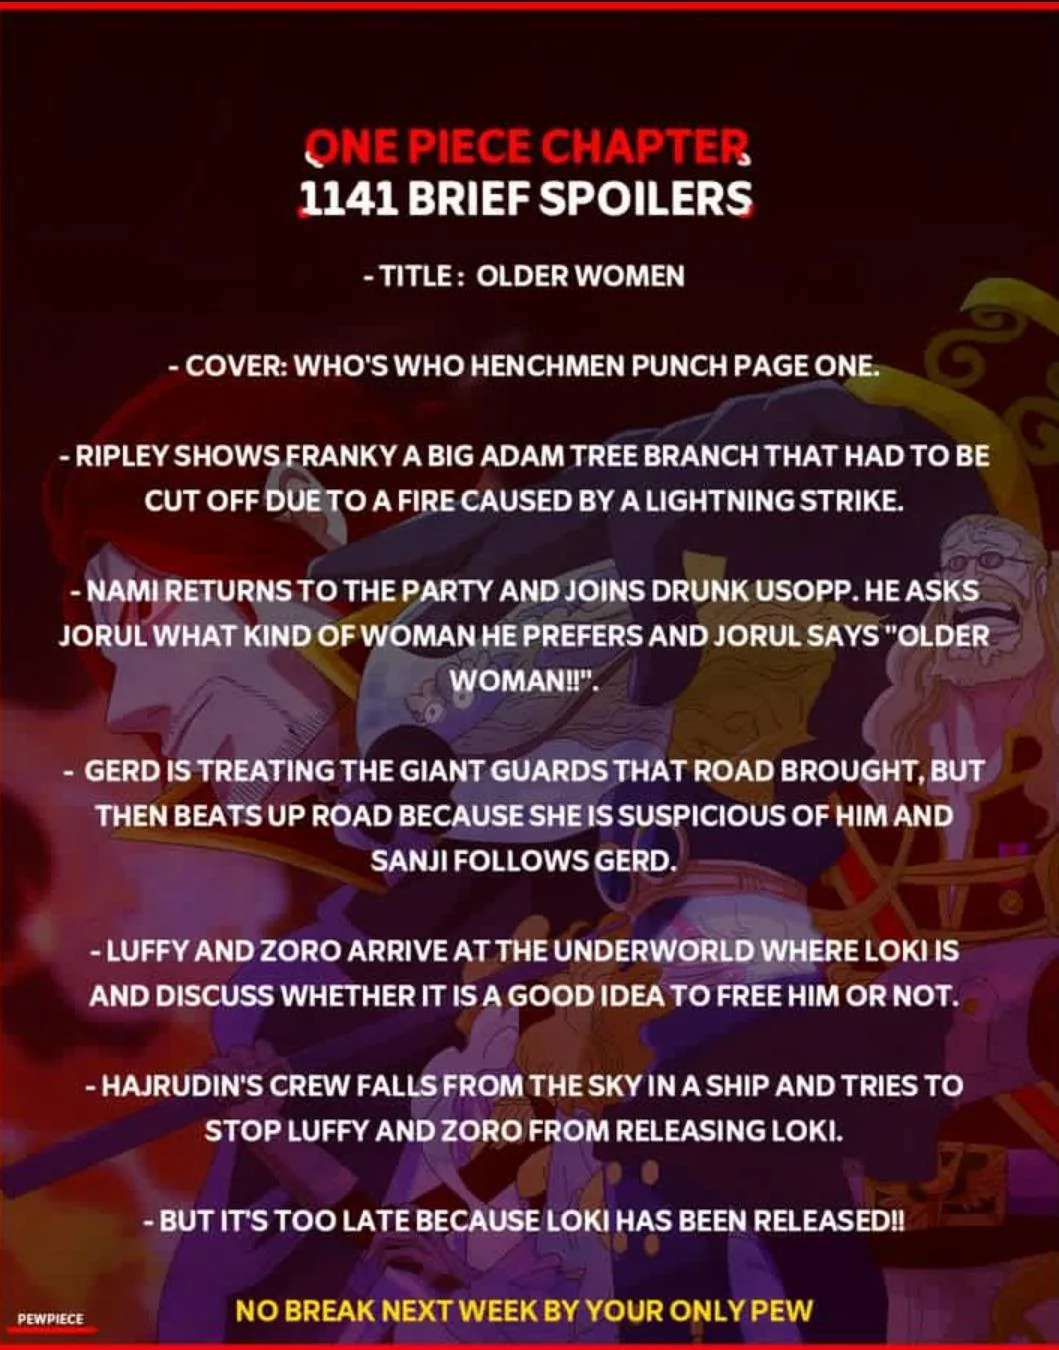 ONE PIECE CHAPTER
1141 BRIEF SPOILERS
- TITLE : OLDER WOMEN
- COVER: WHO'S WHO HENCHMEN PUNCH PAGE ONE.
- RIPLEY SHOWS FRANKY A BIG ADAM TREE BRANCH THAT HAD TO BE
CUT OFF DUE TO A FIRE CAUSED BY A LIGHTNING STRIKE.
- NAMI RETURNS TO THE PARTY AND JOINS DRUNK USOPP. HE ASKS
JORUL WHAT KIND OF WOMAN HE PREFERS AND JORUL SAYS "OLDER
WOMAN!!".
- GERD IS TREATING THE GIANT GUARDS THAT ROAD BROUGHT, BUT
THEN BEATS UP ROAD BECAUSE SHE IS SUSPICIOUS OF HIM AND
SANJI FOLLOWS GERD.
- LUFFY AND ZORO ARRIVE AT THE UNDERWORLD WHERE LOKI IS
AND DISCUSS WHETHER IT IS A GOOD IDEA TO FREE HIM OR NOT.
- HAJRUDIN'S CREW FALLS FROM THE SKY IN A SHIP AND TRIES TO
STOP LUFFY AND ZORO FROM RELEASING LOKI.
- BUT IT'S TOO LATE BECAUSE LOKI HAS BEEN RELEASED!!
NO BREAK NEXT WEEK BY YOUR ONLY PEW
PEWPIECE